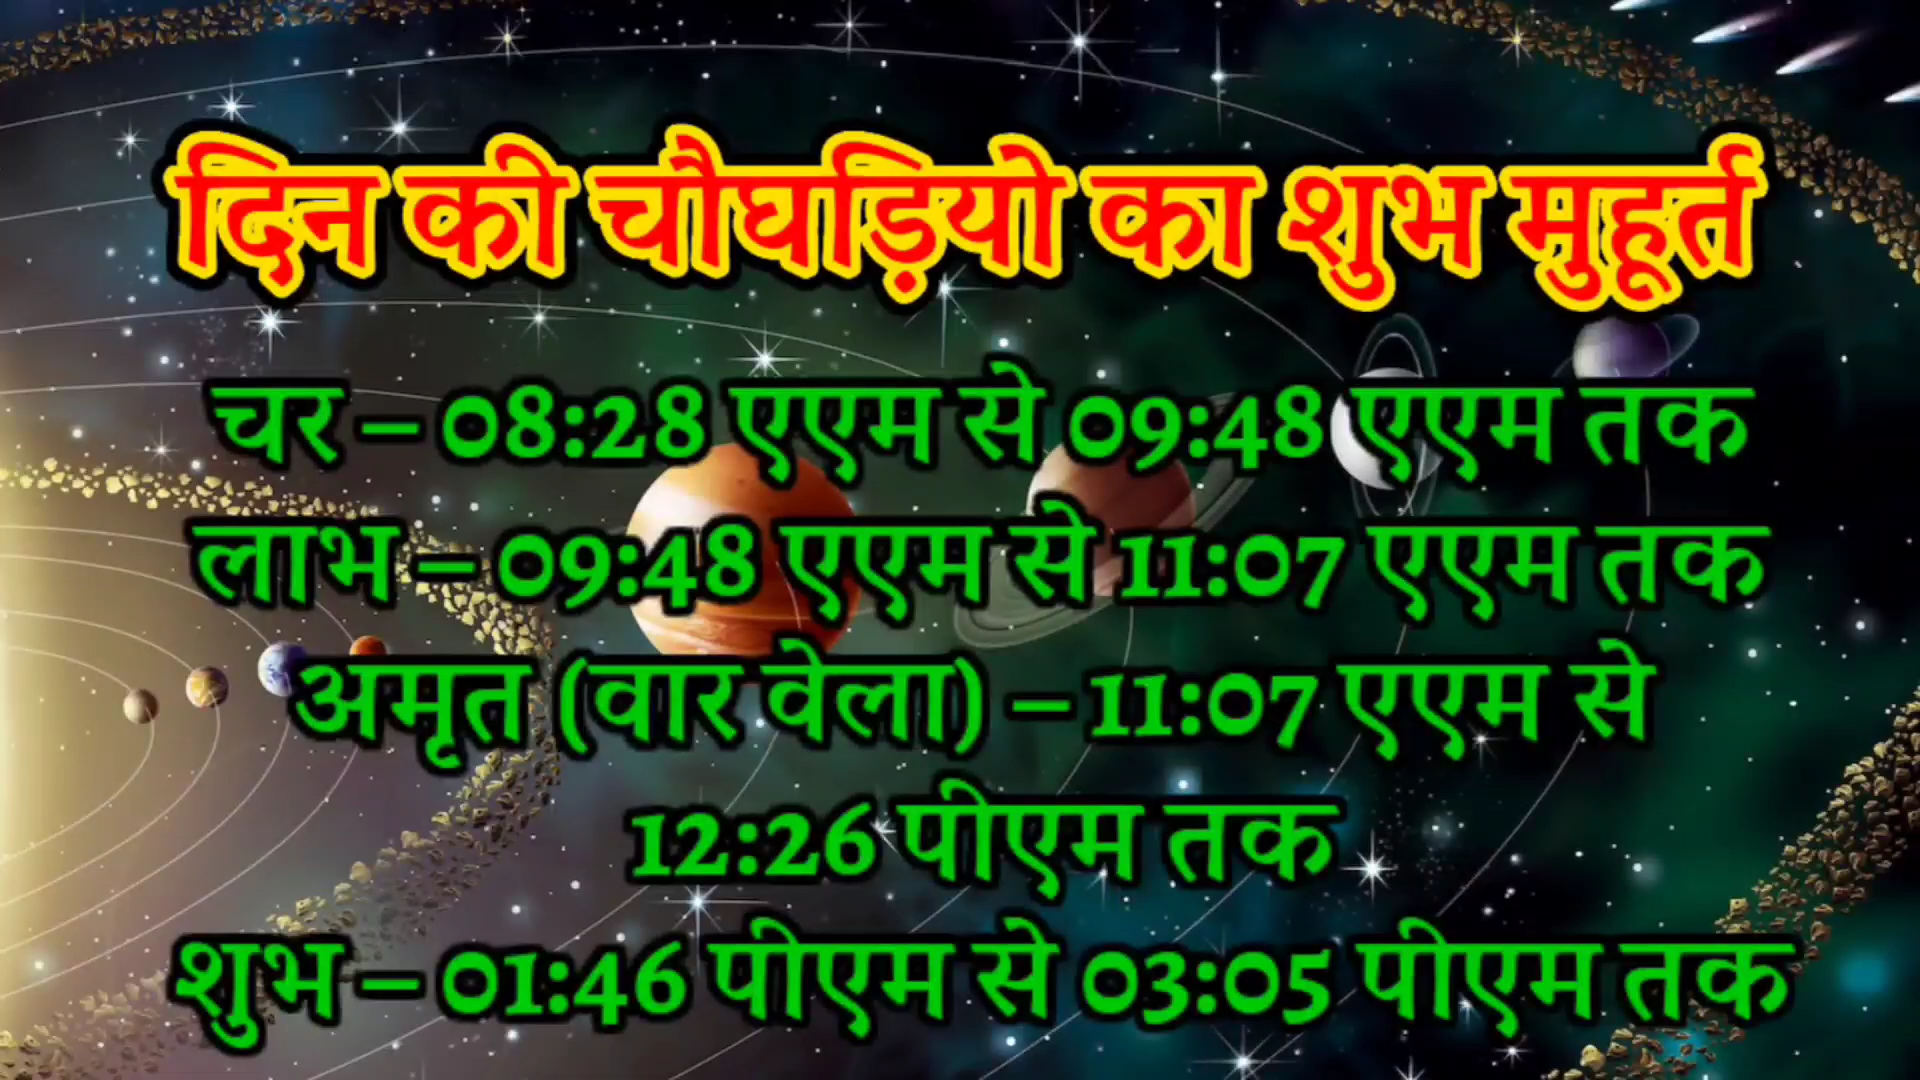 दिन की चौघड़ियो का शुभ मुहूर्त
चर – 08:28 एएम से 09:48 एएम तक
लाभ – 09:48 एएम से 11:07 एएम तक
अमृत (वार वेला) – 11:07 एएम से
12:26 पीएम तक
शुभ – 01:46 पीएम से 03:05 पीएम तक